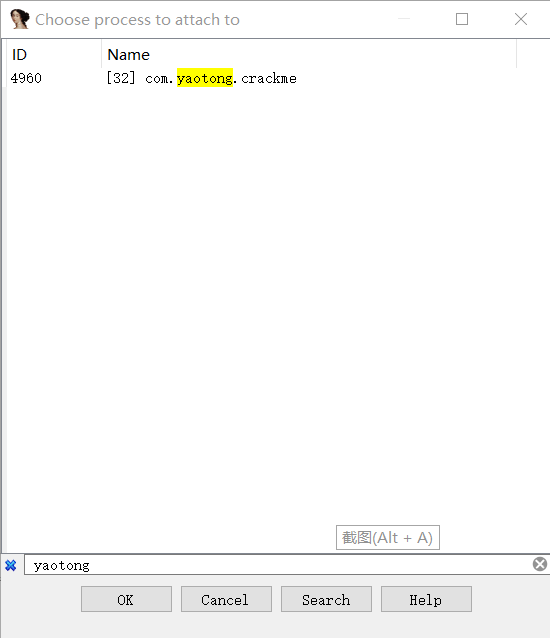 Choose process to attach to
ID Name
4960 [32] com.yaotong.crackme
截图(Alt + A)
yaotong
OK Cancel Search Help